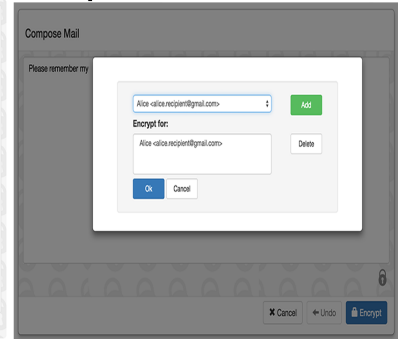 Compose Mail
Please remember my
Alice <alice.recipient@gmail.com>
Add
Encrypt for:
Alice <alice.recipient@gmail.com>
Delete
Ok Cancel
Cancel Undo Encrypt